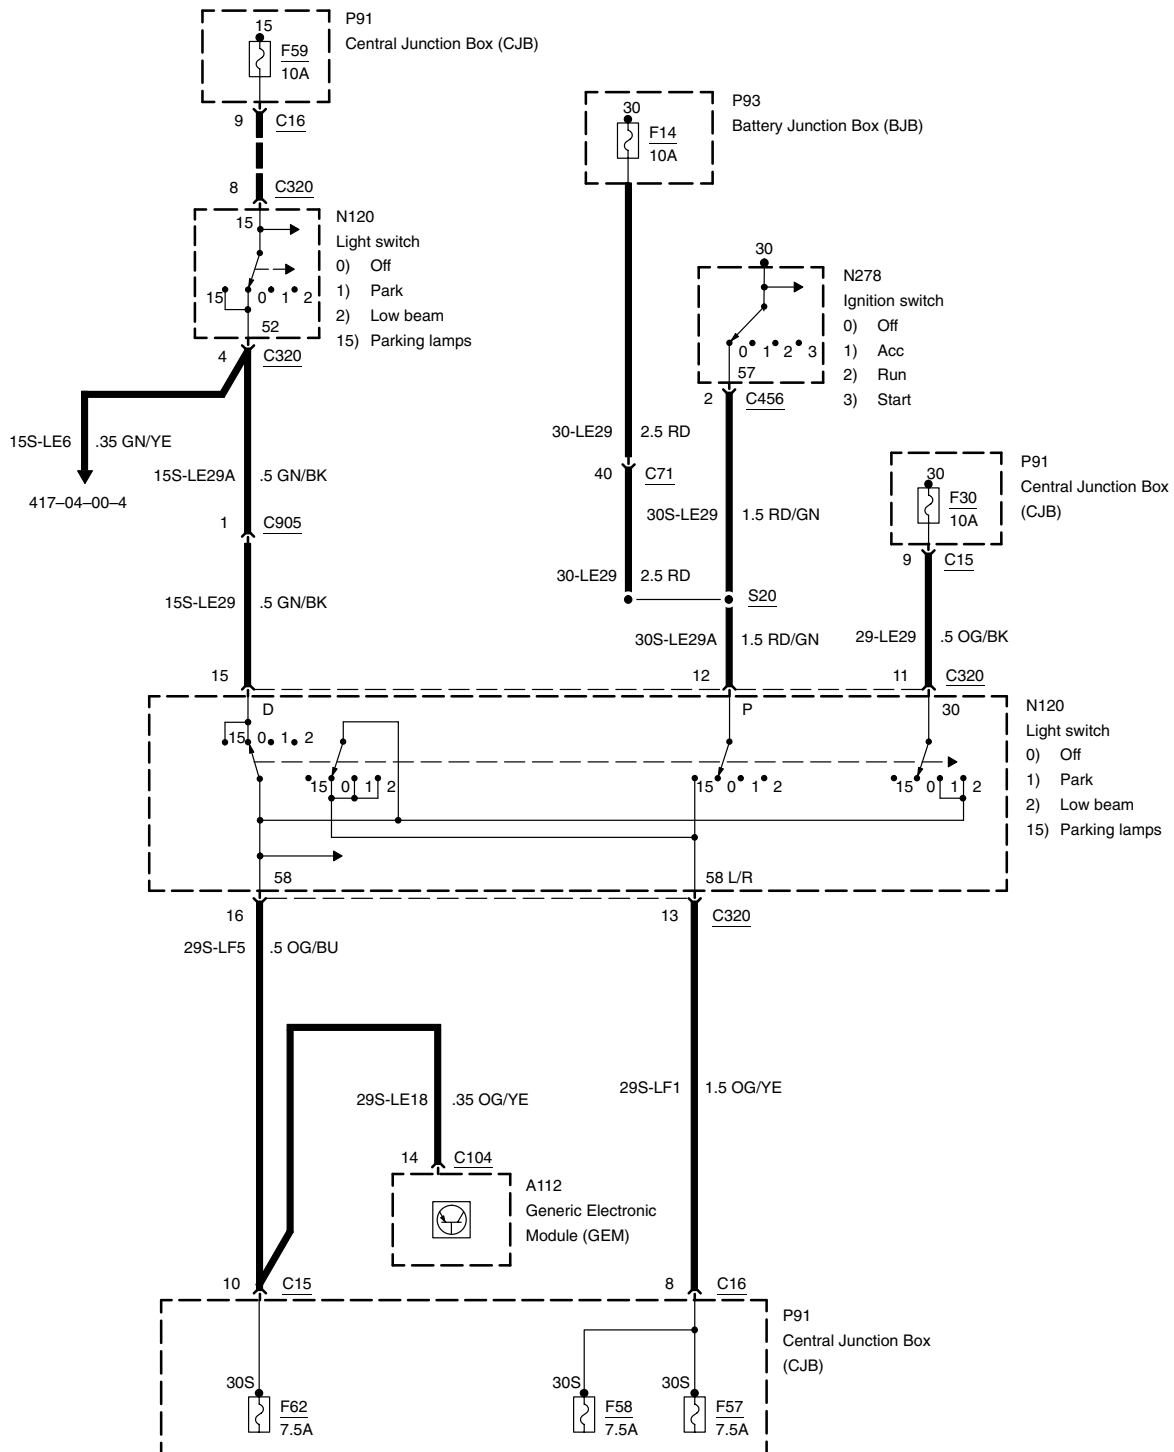 P91
Central Junction Box (CJB)
15
F59
10A
9 C16
8 C320
15
15 0 1 2
52
N120
Light switch
0) Off
1) Park
2) Low beam
15) Parking lamps
4 C320
15S-LE6 .35 GN/YE
417–04–00–4
15S-LE29A .5 GN/BK
1 C905
15S-LE29 .5 GN/BK
P93
Battery Junction Box (BJB)
30
F14
10A
30-LE29 2.5 RD
40 C71
30-LE29 2.5 RD
30
0 1 2 3
57
N278
Ignition switch
0) Off
1) Acc
2) Run
3) Start
2 C456
30S-LE29 1.5 RD/GN
S20
30S-LE29A 1.5 RD/GN
P91
Central Junction Box
(CJB)
30
F30
10A
9 C15
29-LE29 .5 OG/BK
15 12 11 C320
D P 30
15 0 1 2
15 0 1 2
15 0 1 2
15 0 1 2
58 58 L/R
N120
Light switch
0) Off
1) Park
2) Low beam
15) Parking lamps
16 13 C320
29S-LF5 .5 OG/BU
29S-LE18 .35 OG/YE
29S-LF1 1.5 OG/YE
14 C104
A112
Generic Electronic
Module (GEM)
10 C15
8 C16
P91
Central Junction Box
(CJB)
30S
F62
7.5A
30S
F58
7.5A
30S
F57
7.5A